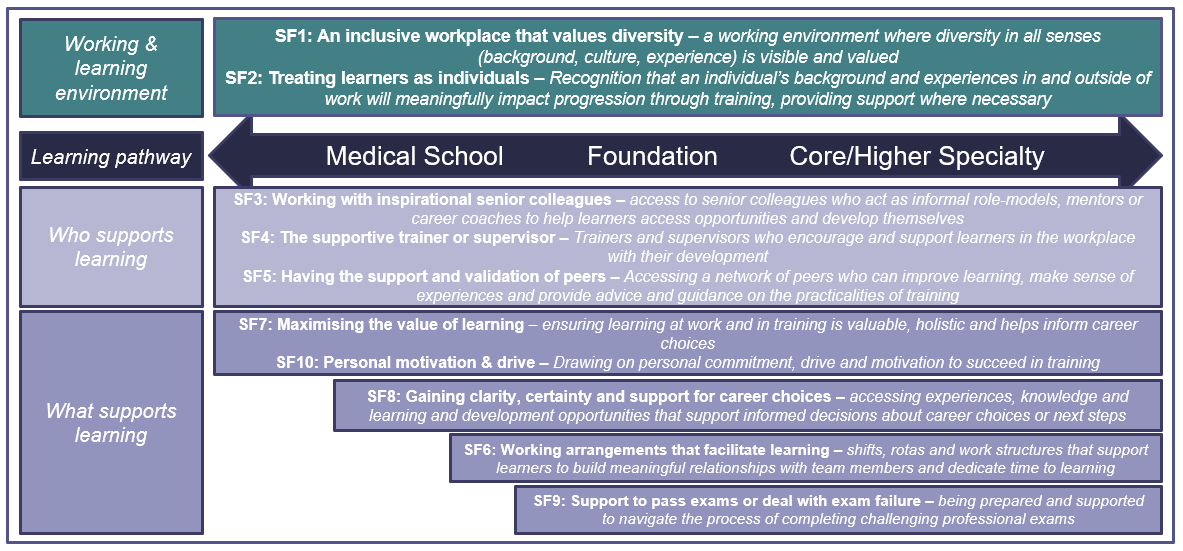 Working &
learning
environment
SF1: An inclusive workplace that values diversity – a working environment where diversity in all senses
(background, culture, experience) is visible and valued
SF2: Treating learners as individuals – Recognition that an individual's background and experiences in and outside of
work will meaningfully impact progression through training, providing support where necessary
Learning pathway
Medical School Foundation Core/Higher Specialty
Who supports
learning
SF3: Working with inspirational senior colleagues – access to senior colleagues who act as informal role-models, mentors or
career coaches to help learners access opportunities and develop themselves
SF4: The supportive trainer or supervisor – Trainers and supervisors who encourage and support learners in the workplace
with their development
SF5: Having the support and validation of peers – Accessing a network of peers who can improve learning, make sense of
experiences and provide advice and guidance on the practicalities of training
What supports
learning
SF7: Maximising the value of learning – ensuring learning at work and in training is valuable, holistic and helps inform career
choices
SF10: Personal motivation & drive – Drawing on personal commitment, drive and motivation to succeed in training
SF8: Gaining clarity, certainty and support for career choices – accessing experiences, knowledge and
learning and development opportunities that support informed decisions about career choices or next steps
SF6: Working arrangements that facilitate learning – shifts, rotas and work structures that support
learners to build meaningful relationships with team members and dedicate time to learning
SF9: Support to pass exams or deal with exam failure – being prepared and supported
to navigate the process of completing challenging professional exams